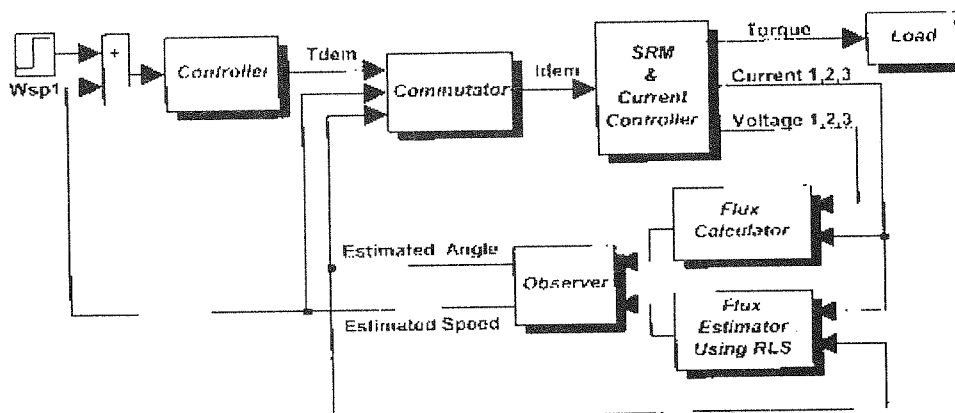 Wsp1
+
Controller
Tdem
Commutator
Idem
SRM
&
Current
Controller
Torque
Load
Current 1,2,3
Voltage 1,2,3
Flux
Calculator
Estimated Angle
Observer
Estimated Speed
Flux
Estimator
Using RLS